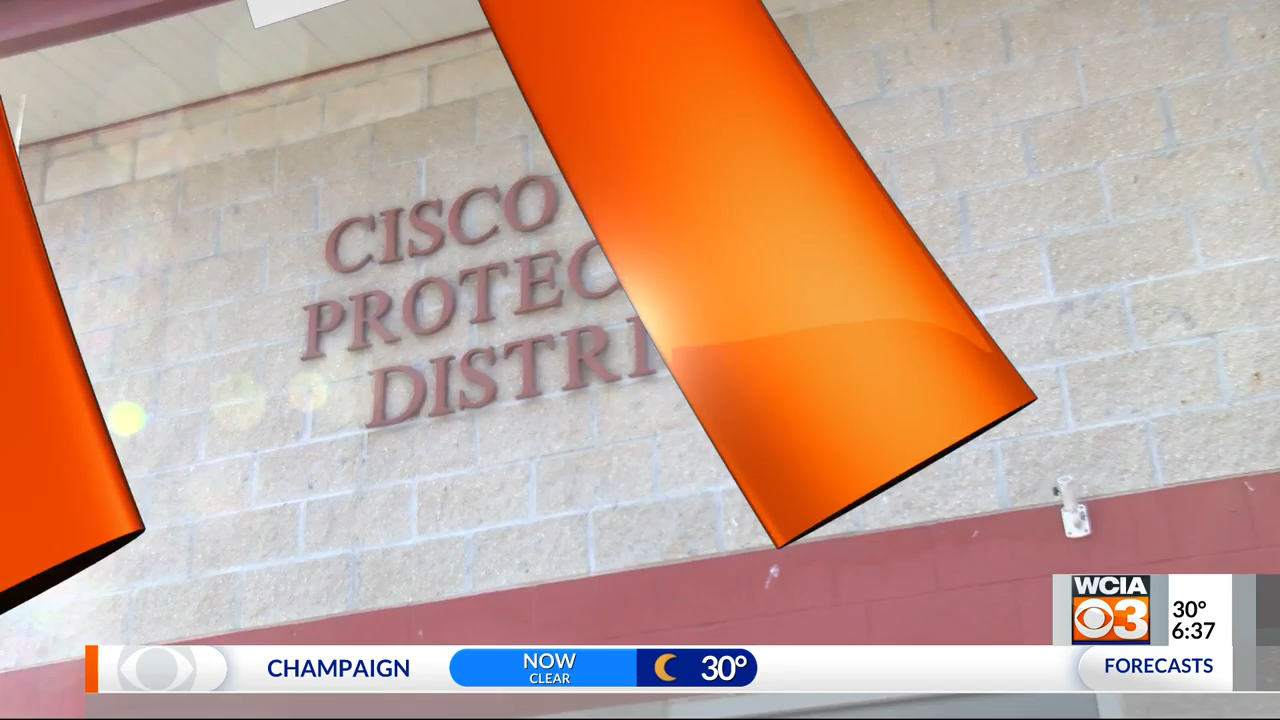 CISCO
PROTEC
DISTRI
WCIA
3
30°
6:37
CHAMPAIGN
NOW
CLEAR
30°
FORECASTS